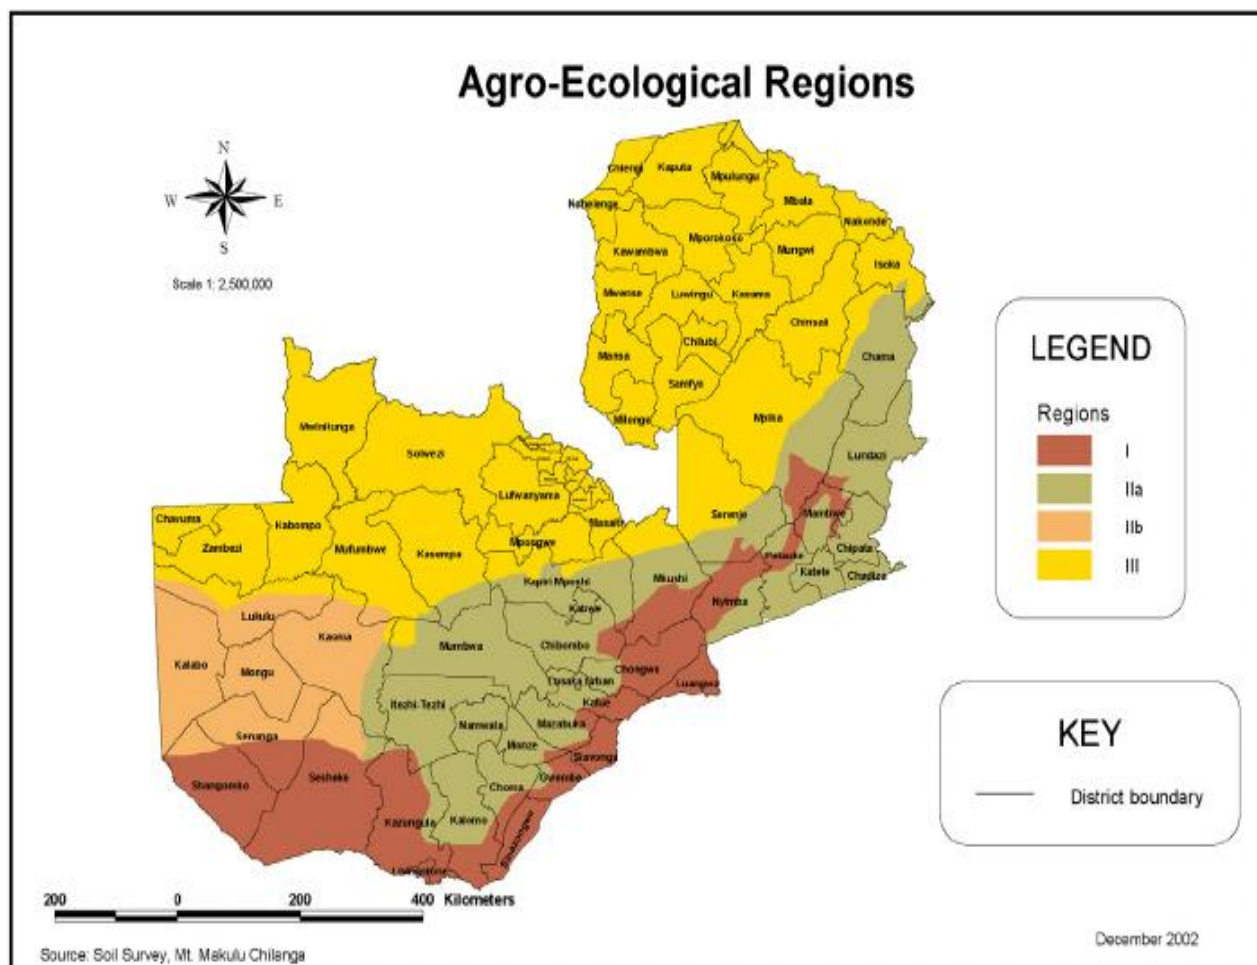 Agro-Ecological Regions
N
W E
S
Scale 1: 2,500,000
Chiengi
Kaputa
Mpulungu
Mbala
Nakonde
Mporokoso
Mungwi
Kawambwa
Isoka
Mwense
Luwingu
Kasama
Chinsali
Chilubi
Mansa
Samfya
Chama
Milenge
Mpika
Mwinilunga
Solwezi
Lundazi
Lufwanyama
Chavuma
Kabompo
Serenje
Mambwe
Masaiti
Zambezi
Mufumbwe
Kasempa
Mpongwe
Petauke
Chipata
Katete
Chadiza
Kapiri Mposhi
Mkushi
Nyimba
Kabwe
Lukulu
Kaoma
Mumbwa
Chibombo
Kalabo
Mongu
Chongwe
Lusaka Urban
Luangwa
Itezhi-Tezhi
Kafue
Namwala
Mazabuka
Senanga
Monze
Siavonga
Shangombo
Sesheke
Choma
Gwembe
Kazungula
Kalomo
Sinazongwe
Livingstone
LEGEND
Regions
I
IIa
IIb
III
KEY
District boundary
200 0 200 400 Kilometers
Source: Soil Survey, Mt. Makulu Chilanga
December 2002